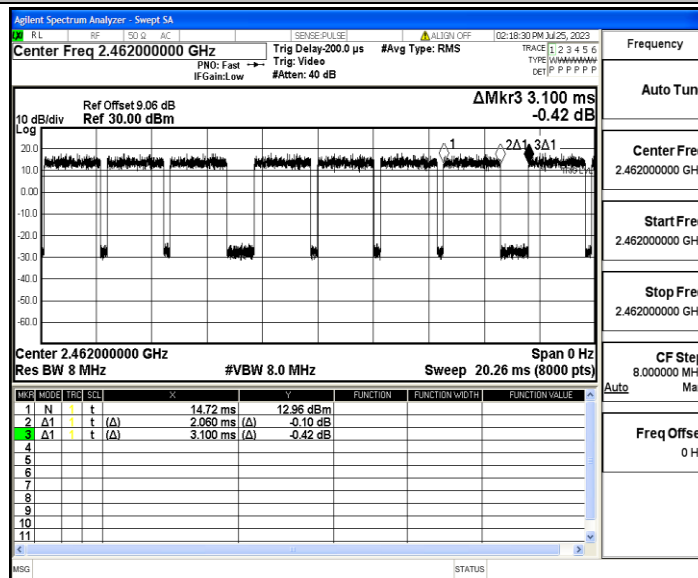 Agilent Spectrum Analyzer - Swept SA
RL RF 50 Ω AC SENSE:PULSE ALIGN OFF 02:18:30 PM Jul 25, 2023
Center Freq 2.462000000 GHz
PNO: Fast
IFGain:Low
Trig Delay-200.0 µs
Trig: Video
#Atten: 40 dB
#Avg Type: RMS
TRACE 1 2 3 4 5 6
TYPE
DET P P P P P P
ΔMkr3 3.100 ms
-0.42 dB
Ref Offset 9.06 dB
10 dB/div Ref 30.00 dBm
Log
20.0
10.0
0.00
-10.0
-20.0
-30.0
-40.0
-50.0
-60.0
1 2Δ1 3Δ1
Center 2.462000000 GHz Span 0 Hz
Res BW 8 MHz #VBW 8.0 MHz Sweep 20.26 ms (8000 pts)
MKR MODE TRC SCL X Y FUNCTION FUNCTION WIDTH FUNCTION VALUE
1 N 1 t 14.72 ms 12.96 dBm
2 Δ1 1 t (Δ) 2.060 ms (Δ) -0.10 dB
3 Δ1 1 t (Δ) 3.100 ms (Δ) -0.42 dB
4
5
6
7
8
9
10
11
MSG STATUS
Frequency
Auto Tun
Center Fre
2.462000000 GH
Start Fre
2.462000000 GH
Stop Fre
2.462000000 GH
CF Step
8.000000 MH
Auto Ma
Freq Offse
0 H